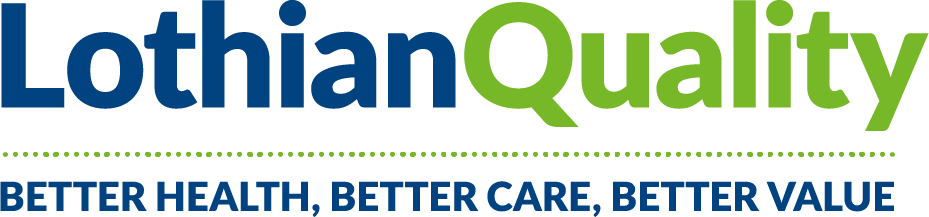 LothianQuality
BETTER HEALTH, BETTER CARE, BETTER VALUE